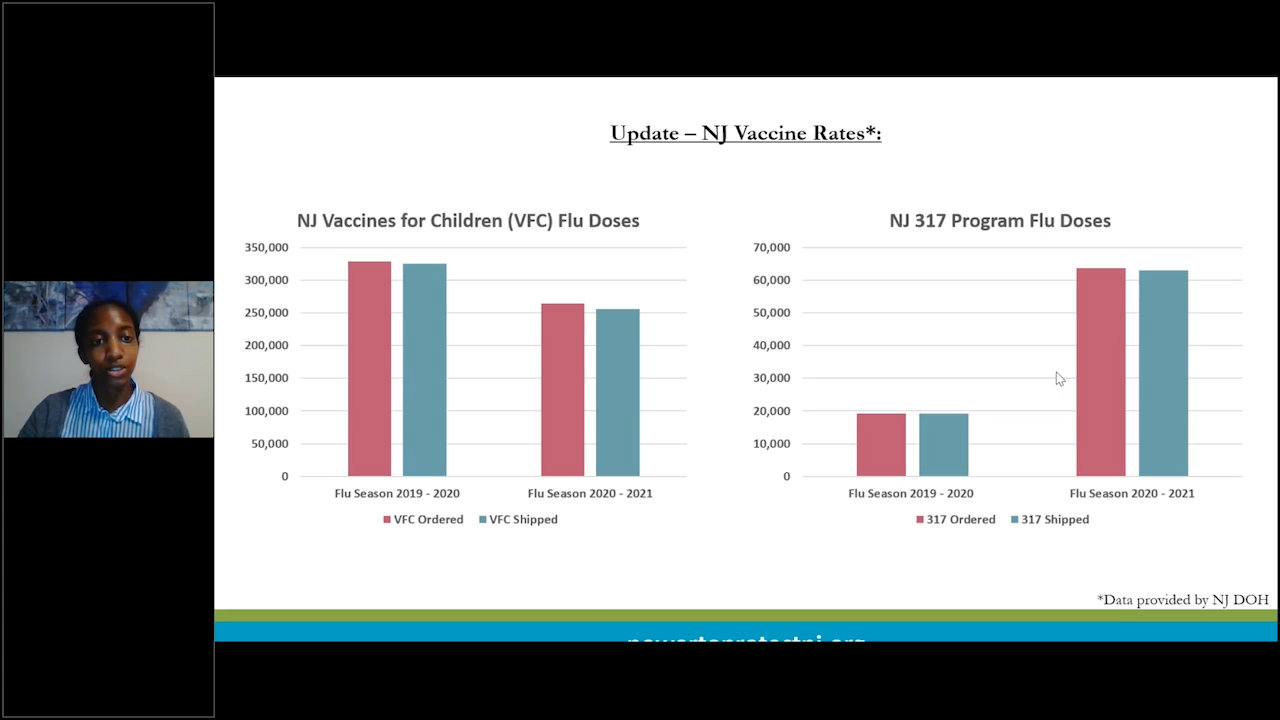 Update – NJ Vaccine Rates*:
NJ Vaccines for Children (VFC) Flu Doses
350,000
300,000
250,000
200,000
150,000
100,000
50,000
0
Flu Season 2019 - 2020
Flu Season 2020 - 2021
VFC Ordered
VFC Shipped
NJ 317 Program Flu Doses
70,000
60,000
50,000
40,000
30,000
20,000
10,000
0
Flu Season 2019 - 2020
Flu Season 2020 - 2021
317 Ordered
317 Shipped
*Data provided by NJ DOH